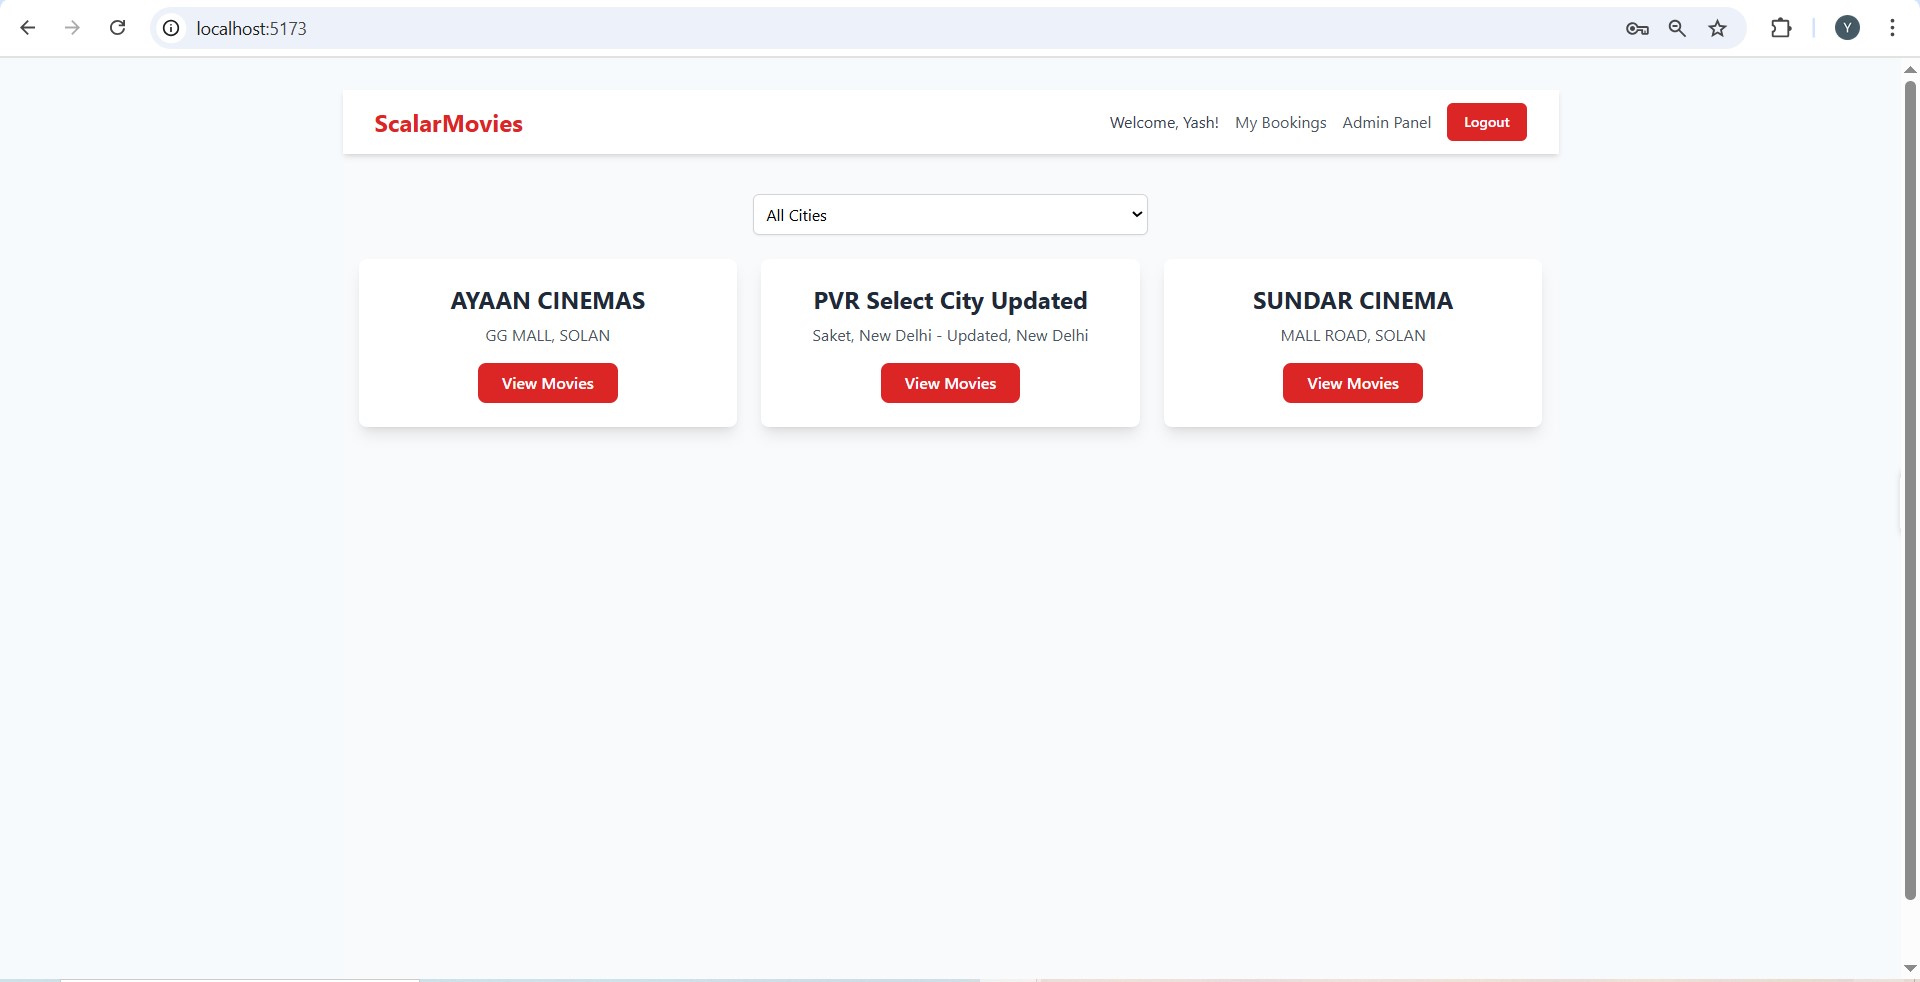 localhost:5173
Y
ScalarMovies
Welcome, Yash! My Bookings Admin Panel Logout
All Cities
AYAAN CINEMAS
GG MALL, SOLAN
View Movies
PVR Select City Updated
Saket, New Delhi - Updated, New Delhi
View Movies
SUNDAR CINEMA
MALL ROAD, SOLAN
View Movies